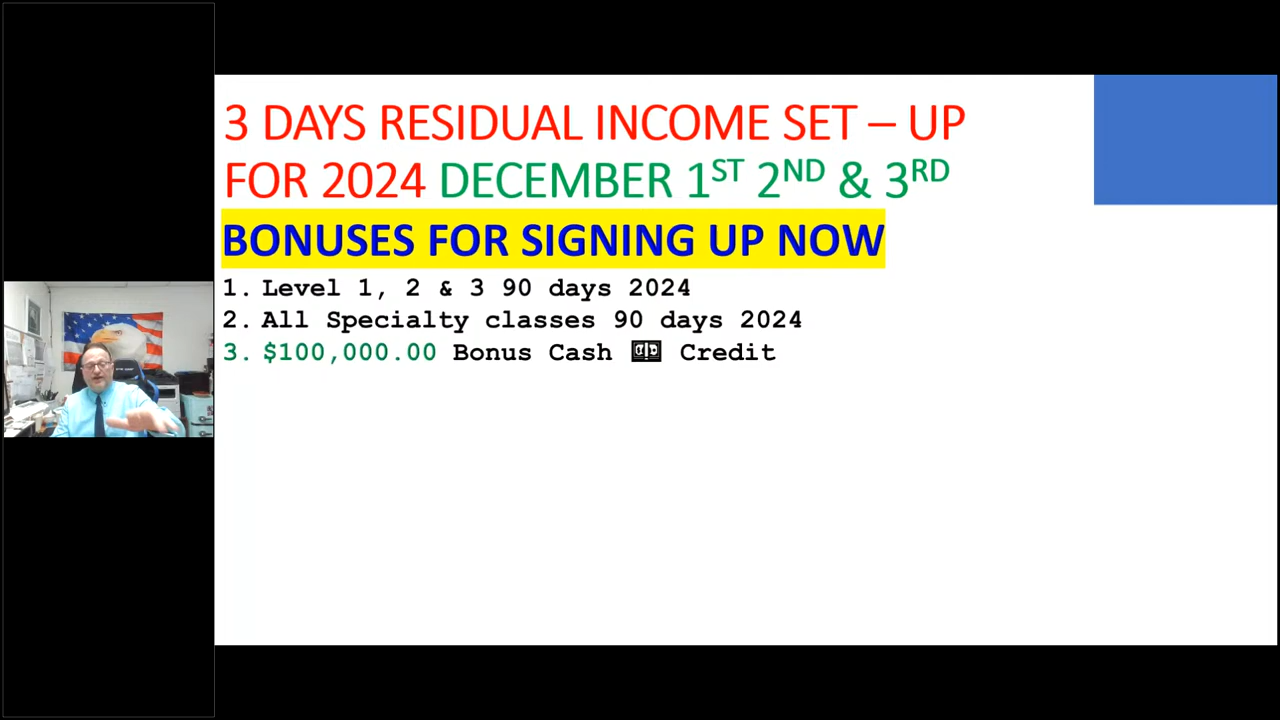 3 DAYS RESIDUAL INCOME SET – UP
FOR 2024 DECEMBER 1ST 2ND & 3RD
BONUSES FOR SIGNING UP NOW
1. Level 1, 2 & 3 90 days 2024
2. All Specialty classes 90 days 2024
3. $100,000.00 Bonus Cash 💵 Credit